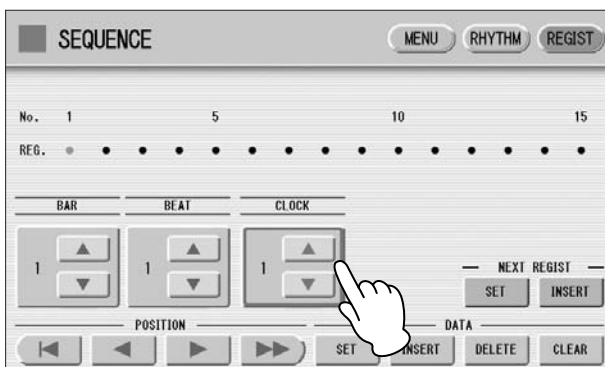 SEQUENCE MENU RHYTHM REGIST
No. 1 5 10 15
REG.
BAR BEAT CLOCK
1 1 1
NEXT REGIST
SET INSERT
POSITION DATA
SET INSERT DELETE CLEAR